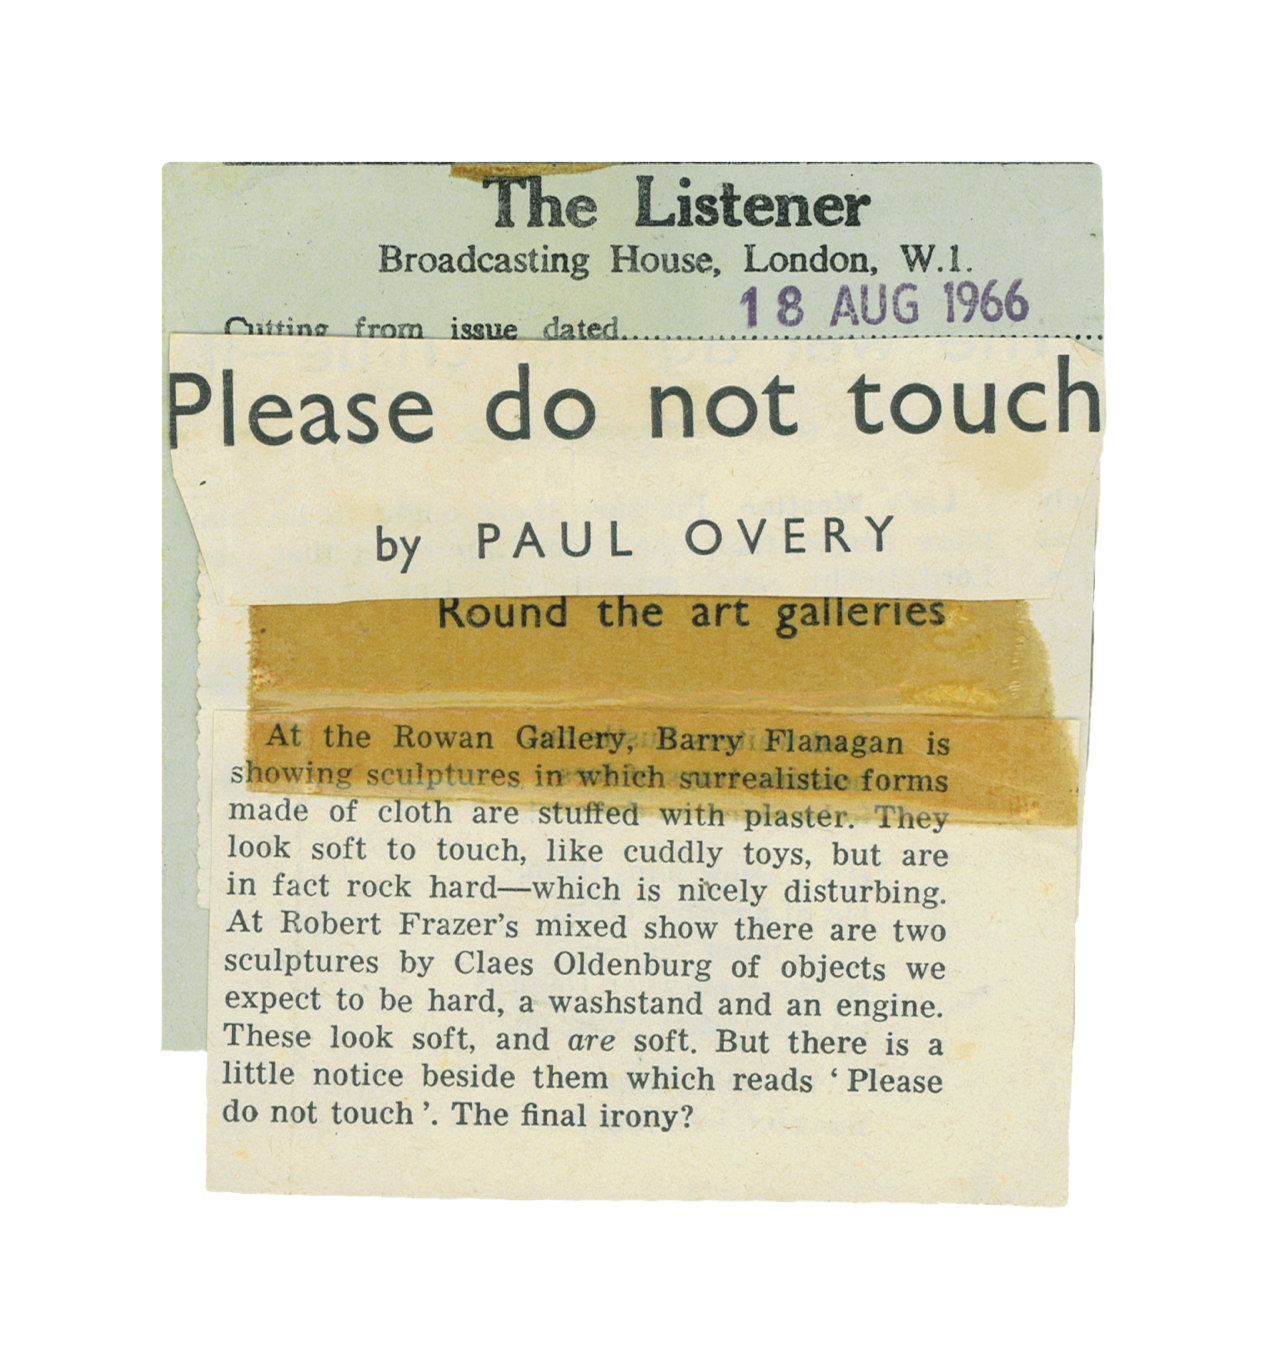 The Listener
Broadcasting House, London, W.1.
18 AUG 1966
Cutting from issue dated
Please do not touch
by PAUL OVERY
Round the art galleries
At the Rowan Gallery, Barry Flanagan is
showing sculptures in which surrealistic forms
made of cloth are stuffed with plaster. They
look soft to touch, like cuddly toys, but are
in fact rock hard—which is nicely disturbing.
At Robert Frazer's mixed show there are two
sculptures by Claes Oldenburg of objects we
expect to be hard, a washstand and an engine.
These look soft, and are soft. But there is a
little notice beside them which reads ‘ Please
do not touch ’. The final irony?